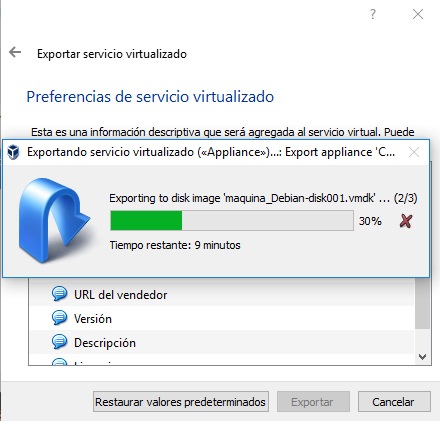 Exportar servicio virtualizado
Preferencias de servicio virtualizado
Esta es una información descriptiva que será agregada al servicio virtual. Puede
Exportando servicio virtualizado («Appliance»)...: Export appliance 'C...
Exporting to disk image 'maquina_Debian-disk001.vmdk' ... (2/3)
30%
Tiempo restante: 9 minutos
URL del vendedor
Versión
Descripción
Restaurar valores predeterminados
Exportar
Cancelar